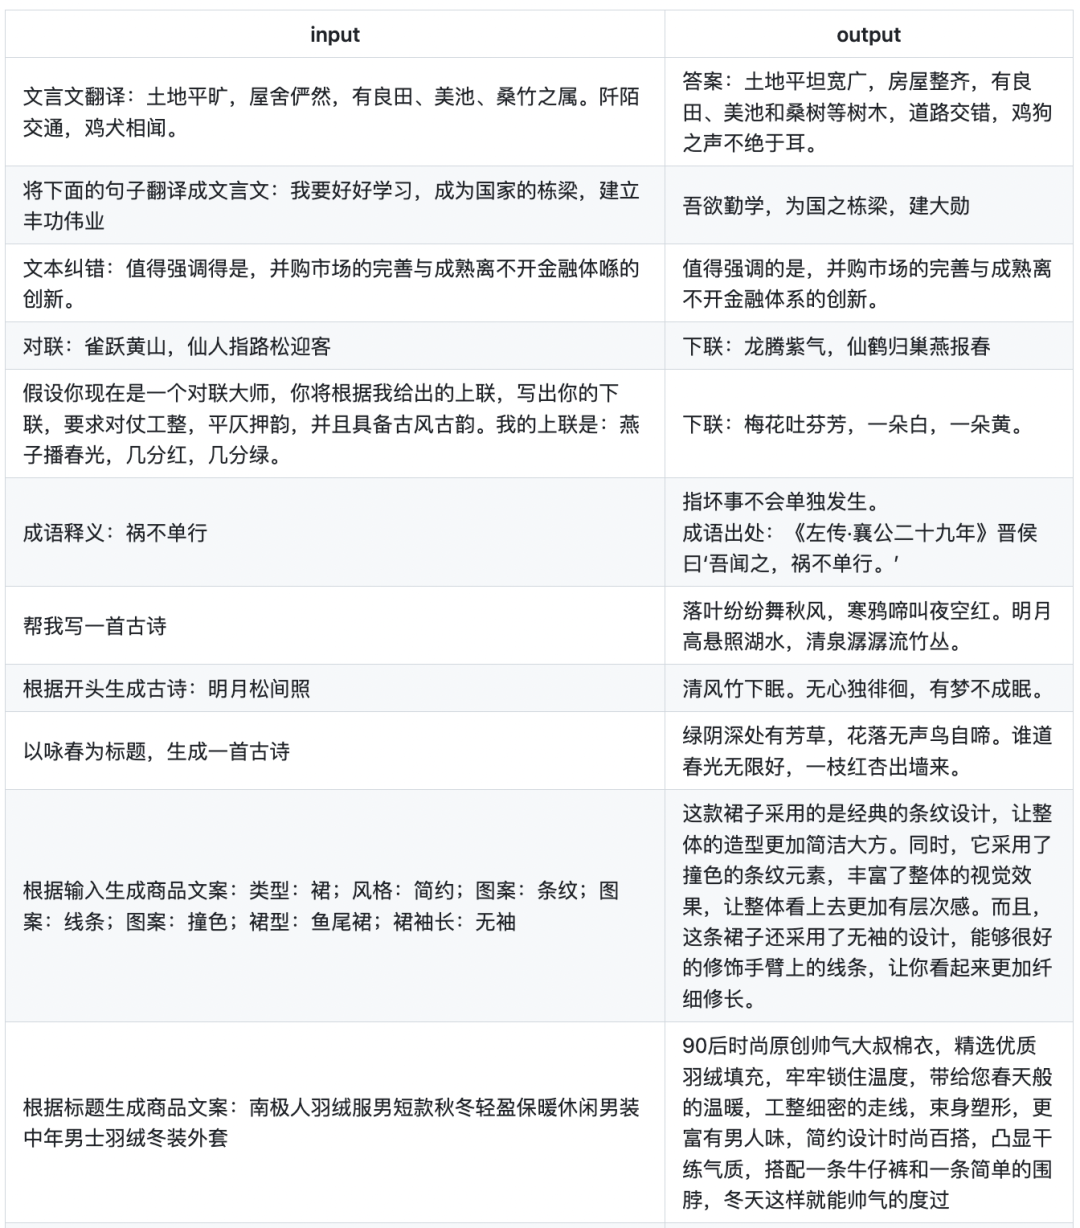 input
output
文言文翻译：土地平旷，屋舍俨然，有良田、美池、桑竹之属。阡陌
交通，鸡犬相闻。
答案：土地平坦宽广，房屋整齐，有良
田、美池和桑树等树木，道路交错，鸡狗
之声不绝于耳。
将下面的句子翻译成文言文：我要好好学习，成为国家的栋梁，建立
丰功伟业
吾欲勤学，为国之栋梁，建大勋
文本纠错：值得强调得是，并购市场的完善与成熟离不开金融体喺的
创新。
值得强调的是，并购市场的完善与成熟离
不开金融体系的创新。
对联：雀跃黄山，仙人指路松迎客
下联：龙腾紫气，仙鹤归巢燕报春
假设你现在是一个对联大师，你将根据我给出的上联，写出你的下
联，要求对仗工整，平仄押韵，并且具备古风古韵。我的上联是：燕
子播春光，几分红，几分绿。
下联：梅花吐芬芳，一朵白，一朵黄。
成语释义：祸不单行
指坏事不会单独发生。
成语出处：《左传·襄公二十九年》晋侯
曰‘吾闻之，祸不单行。’
帮我写一首古诗
落叶纷纷舞秋风，寒鸦啼叫夜空红。明月
高悬照湖水，清泉潺潺流竹丛。
根据开头生成古诗：明月松间照
清风竹下眠。无心独徘徊，有梦不成眠。
以咏春为标题，生成一首古诗
绿阴深处有芳草，花落无声鸟自啼。谁道
春光无限好，一枝红杏出墙来。
根据输入生成商品文案：类型：裙；风格：简约；图案：条纹；图
案：线条；图案：撞色；裙型：鱼尾裙；裙袖长：无袖
这款裙子采用的是经典的条纹设计，让整
体的造型更加简洁大方。同时，它采用了
撞色的条纹元素，丰富了整体的视觉效
果，让整体看上去更加有层次感。而且，
这条裙子还采用了无袖的设计，能够很好
的修饰手臂上的线条，让你看起来更加纤
细修长。
根据标题生成商品文案：南极人羽绒服男短款秋冬轻盈保暖休闲男装
中年男士羽绒冬装外套
90后时尚原创帅气大叔棉衣，精选优质
羽绒填充，牢牢锁住温度，带给您春天般
的温暖，工整细密的走线，束身塑形，更
富有男人味，简约设计时尚百搭，凸显干
练气质，搭配一条牛仔裤和一条简单的围
脖，冬天这样就能帅气的度过